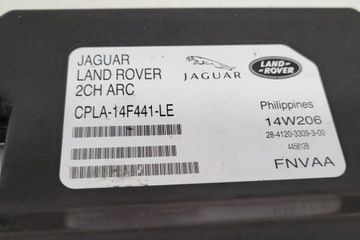 JAGUAR
LAND ROVER
2CH ARC
CPLA-14F441-LE
JAGUAR
LAND-
ROVER
Philippines
14W206
28-4120-3309-3-00
4458128
FNVAA